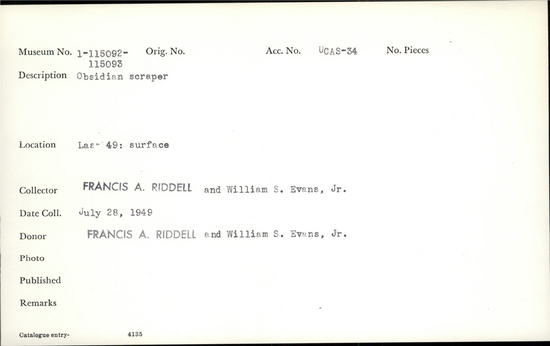 Museum No. 1-115092- Orig. No. Acc. No. UCAS-34 No. Pieces
115093
Description Obsidian scraper
Location Las- 49: surface
Collector FRANCIS A. RIDDELL and William S. Evans, Jr.
Date Coll. July 28, 1949
Donor FRANCIS A. RIDDELL and William S. Evans, Jr.
Photo
Published
Remarks
Catalogue entry- 4135